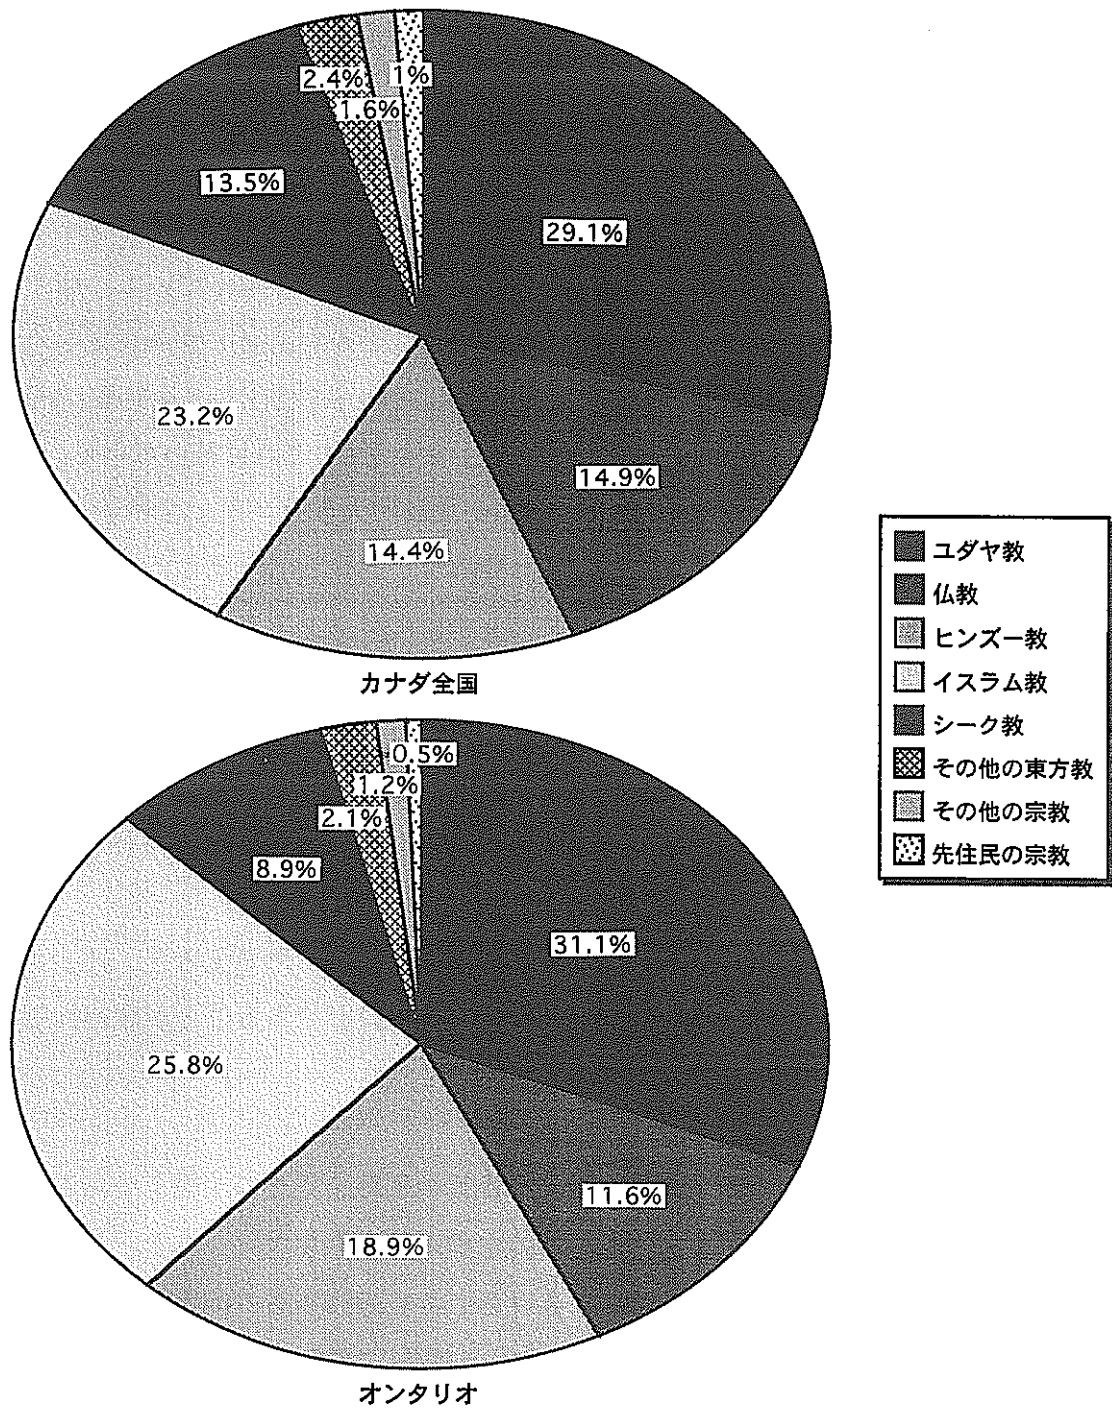 2.4%
1%
1.6%
13.5%
29.1%
23.2%
14.9%
14.4%
カナダ全国
ユダヤ教
仏教
ヒンズー教
イスラム教
シーク教
その他の東方教
その他の宗教
先住民の宗教
0.5%
1.2%
2.1%
8.9%
31.1%
25.8%
11.6%
18.9%
オンタリオ